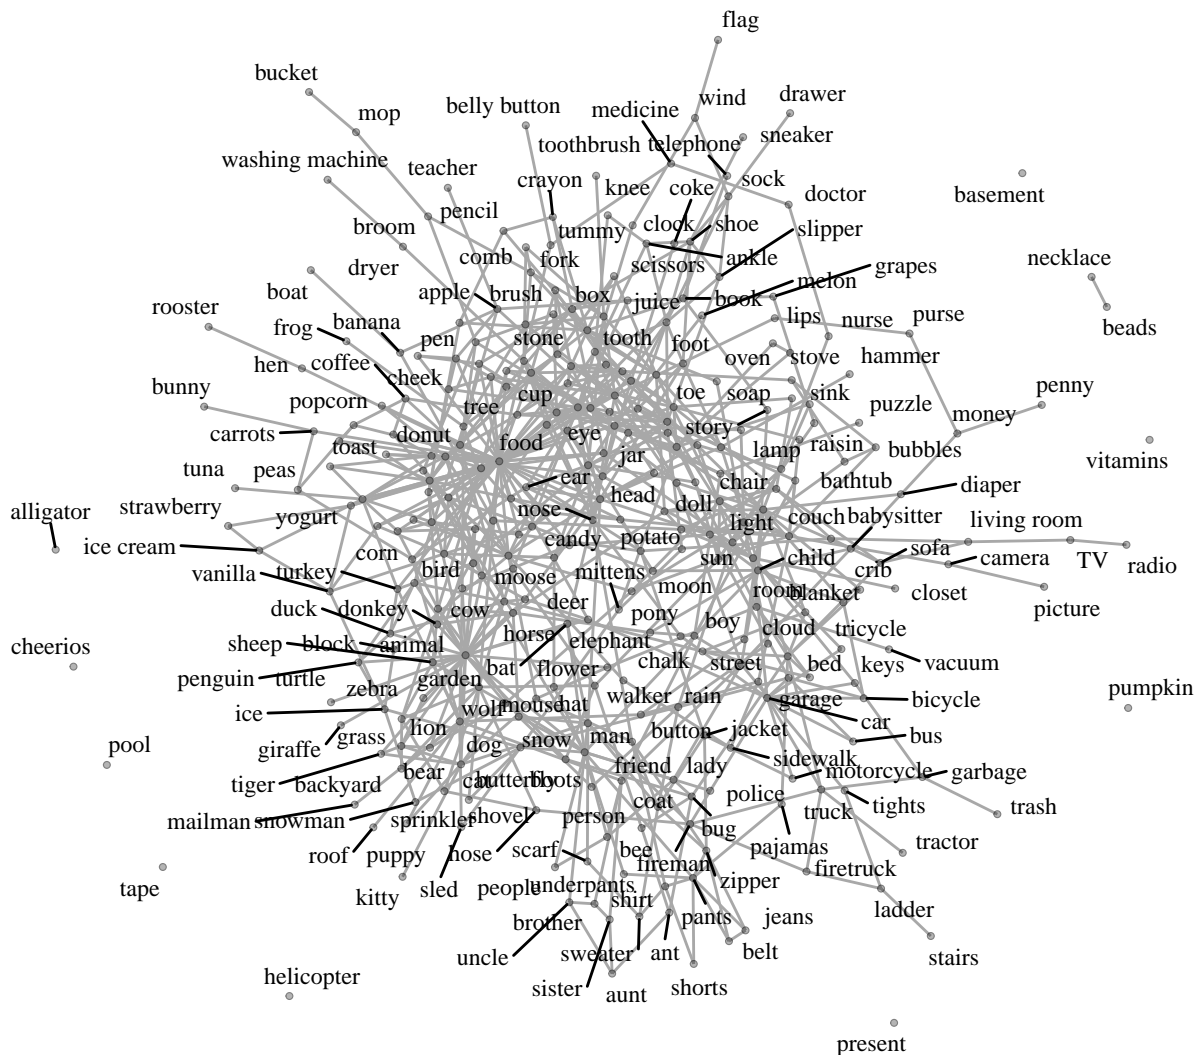 flag
bucket
mop
belly button
medicine
wind
drawer
washing machine
teacher
toothbrush
telephone
sneaker
crayon
knee
coke
sock
doctor
basement
broom
pencil
tummy
clock
shoe
slipper
necklace
dryer
comb
fork
scissors
ankle
melon
grapes
rooster
boat
apple
brush
box
juice
book
beads
frog
banana
pen
stone
tooth
foot
lips
nurse
purse
hen
coffee
cheek
oven
stove
hammer
bunny
popcorn
tree
cup
toe
soap
sink
puzzle
penny
money
carrots
toast
donut
food
eye
story
raisin
bubbles
vitamins
tuna
peas
jar
lamp
alligator
strawberry
yogurt
ear
head
doll
chair
bathtub
diaper
ice cream
nose
light
couch
babysitter
living room
vanilla
turkey
corn
bird
candy
potato
sun
child
sofa
camera
TV
radio
moose
mittens
moon
room
blanket
crib
closet
picture
duck
donkey
cow
deer
pony
boy
cloud
tricycle
cheerios
sheep
block
animal
horse
elephant
chalk
street
bed
keys
vacuum
penguin
turtle
garden
bat
flower
pumpkin
ice
zebra
wolf
mouse
hat
walker
rain
garage
bicycle
pool
giraffe
grass
lion
dog
snow
man
button
jacket
car
bus
tiger
backyard
bear
cat
butterfly
boots
friend
lady
sidewalk
motorcycle
garbage
mailman
snowman
sprinkler
shovel
person
coat
police
truck
tights
trash
roof
puppy
hose
scarf
bee
bug
pajamas
tractor
tape
kitty
sled
people
underpants
fireman
zipper
firetruck
brother
shirt
pants
jeans
ladder
uncle
sweater
ant
belt
stairs
helicopter
sister
aunt
shorts
present